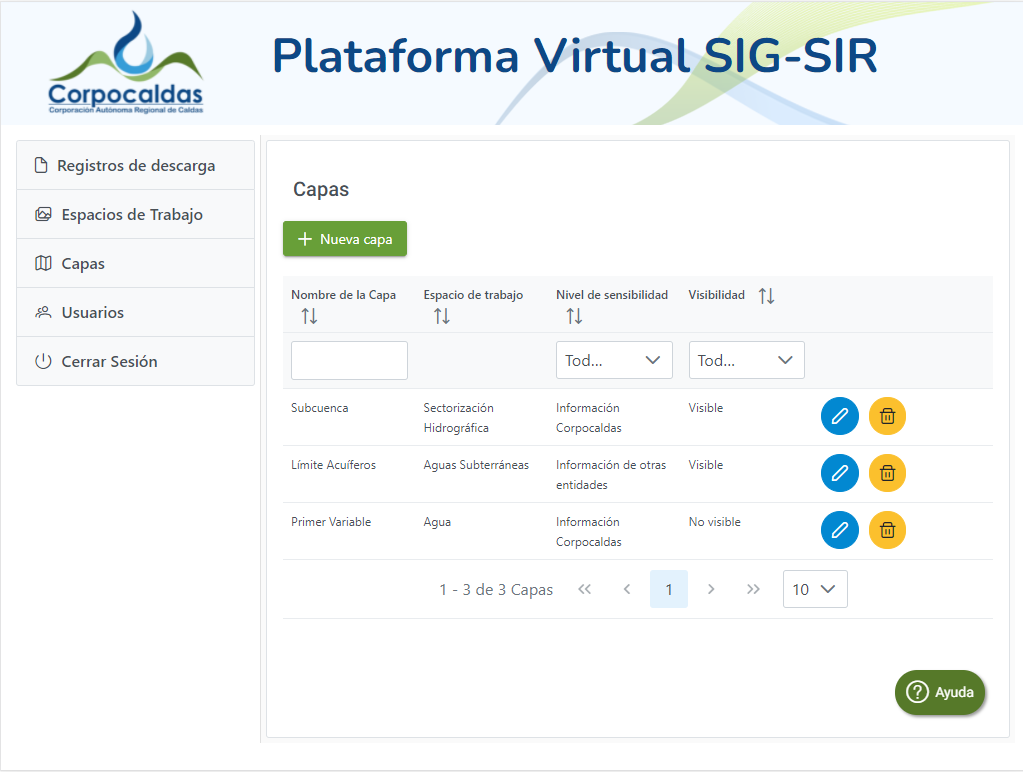 Plataforma Virtual SIG-SIR
Corpocaldas
Corporación Autónoma Regional de Caldas
Registros de descarga
Espacios de Trabajo
Capas
Usuarios
Cerrar Sesión
Capas
Nueva capa
Nombre de la Capa Espacio de trabajo Nivel de sensibilidad Visibilidad
Tod... Tod...
Subcuenca Sectorización Información Visible
Hidrográfica Corpocaldas
Límite Acuíferos Aguas Subterráneas Información de otras Visible
entidades
Primer Variable Agua Información No visible
Corpocaldas
1 - 3 de 3 Capas << < 1 > >> 10
? Ayuda